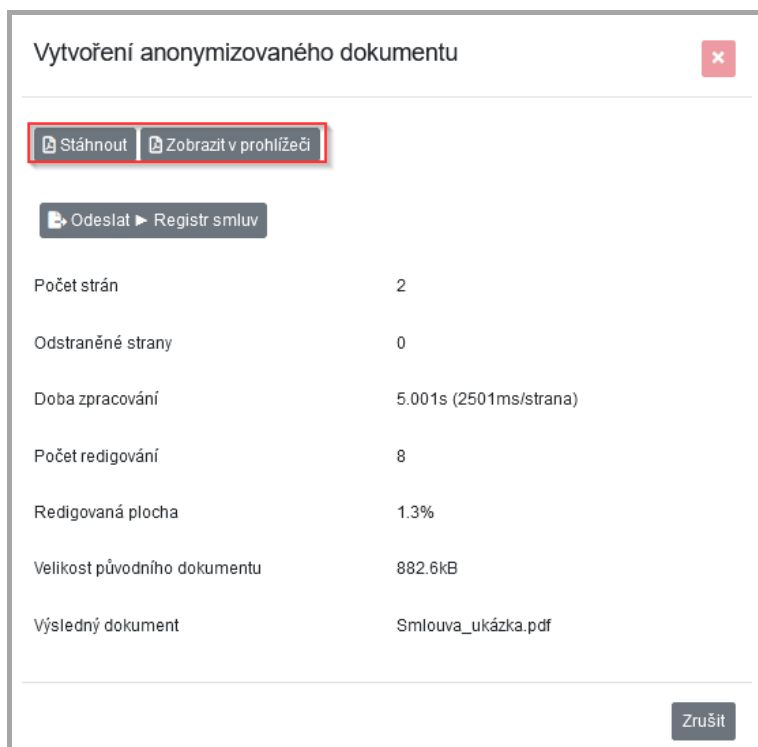 Vytvoření anonymizovaného dokumentu
Stáhnout Zobrazit v prohlížeči
Odeslat ► Registr smluv
Počet strán 2
Odstraněné strany 0
Doba zpracování 5.001s (2501ms/strana)
Počet redigování 8
Redigovaná plocha 1.3%
Velikost původního dokumentu 882.6kB
Výsledný dokument Smlouva_ukázka.pdf
Zrušit